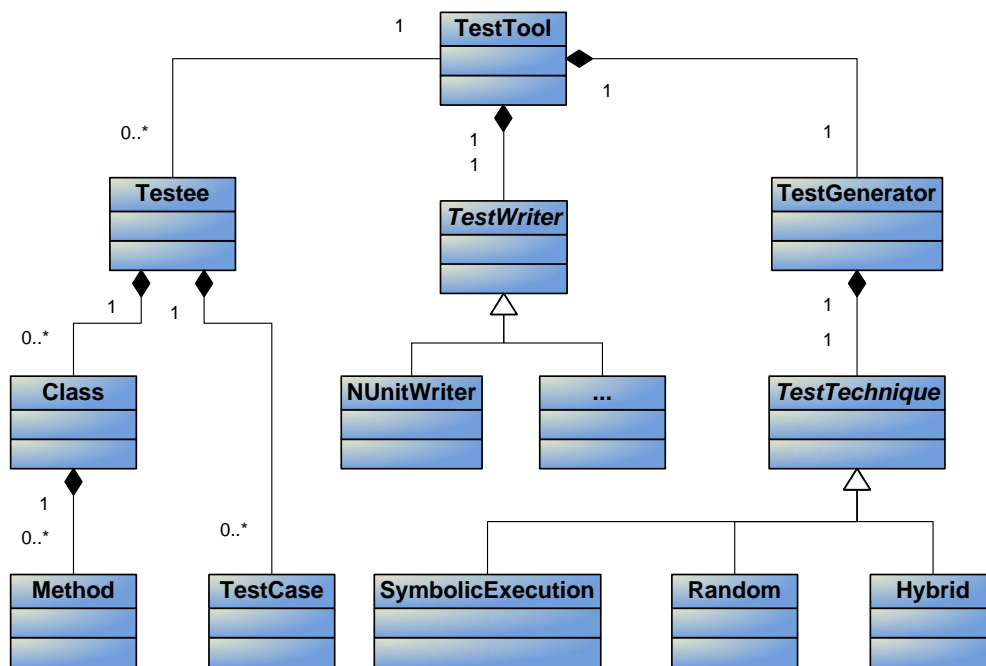 TestTool
1
1
0..*
1
1
1
Testee
TestWriter
TestGenerator
1
1
1
0..*
1
Class
NUnitWriter
...
TestTechnique
1
0..*
0..*
Method
TestCase
SymbolicExecution
Random
Hybrid